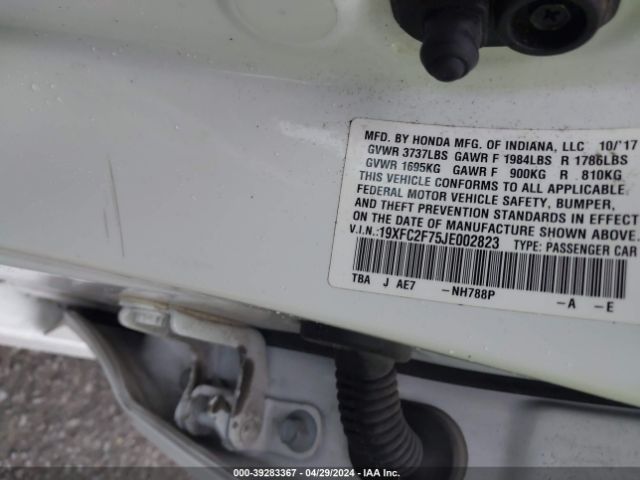 MFD. BY HONDA MFG. OF INDIANA, LLC 10/'17
GVWR 3737LBS GAWR F 1984LBS R 1786LBS
GVWR 1695KG GAWR F 900KG R 810KG
THIS VEHICLE CONFORMS TO ALL APPLICABLE
FEDERAL MOTOR VEHICLE SAFETY, BUMPER,
AND THEFT PREVENTION STANDARDS IN EFFECT
ON THE DATE OF MANUFACTURE SHOWN ABOVE.
V.I.N.:19XFC2F75JE002823 TYPE: PASSENGER CAR
TBA J AE7 -NH788P -A -E
000-39283367 - 04/29/2024 - IAA Inc.